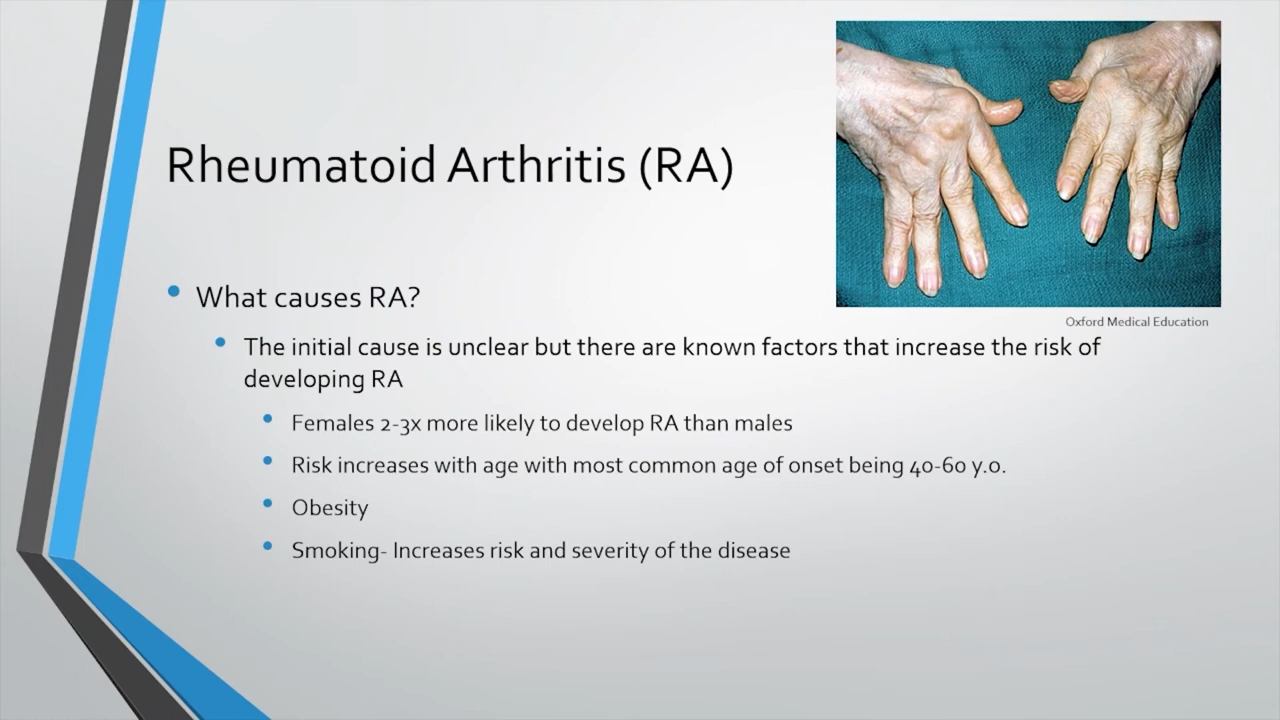 Rheumatoid Arthritis (RA)
Oxford Medical Education
What causes RA?
The initial cause is unclear but there are known factors that increase the risk of
developing RA
Females 2-3x more likely to develop RA than males
Risk increases with age with most common age of onset being 40-60 y.o.
Obesity
Smoking- Increases risk and severity of the disease